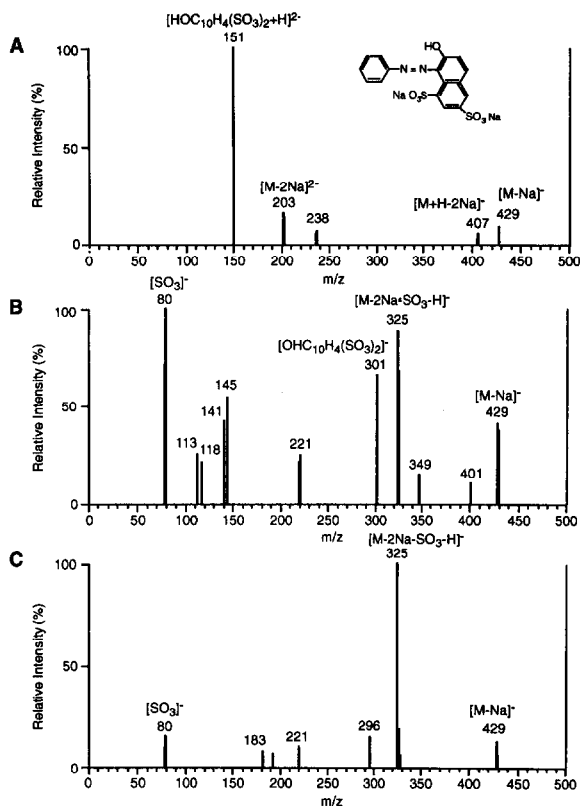 A
[HOC10H4(SO3)2+H]2-
151
HO
N = N
Na O3S
SO3 Na
[M-2Na]2-
203
238
[M+H-2Na]-
407
[M-Na]-
429
Relative Intensity (%)
100
50
0
0 50 100 150 200 250 300 350 400 450 500
m/z
B
[SO3]-
80
113
118
141
145
221
[OHC10H4(SO3)2]-
301
[M-2Na-SO3-H]-
325
349
401
[M-Na]-
429
Relative Intensity (%)
100
50
0
0 50 100 150 200 250 300 350 400 450 500
m/z
C
[SO3]-
80
183
221
296
[M-2Na-SO3-H]-
325
[M-Na]-
429
Relative Intensity (%)
100
50
0
0 50 100 150 200 250 300 350 400 450 500
m/z